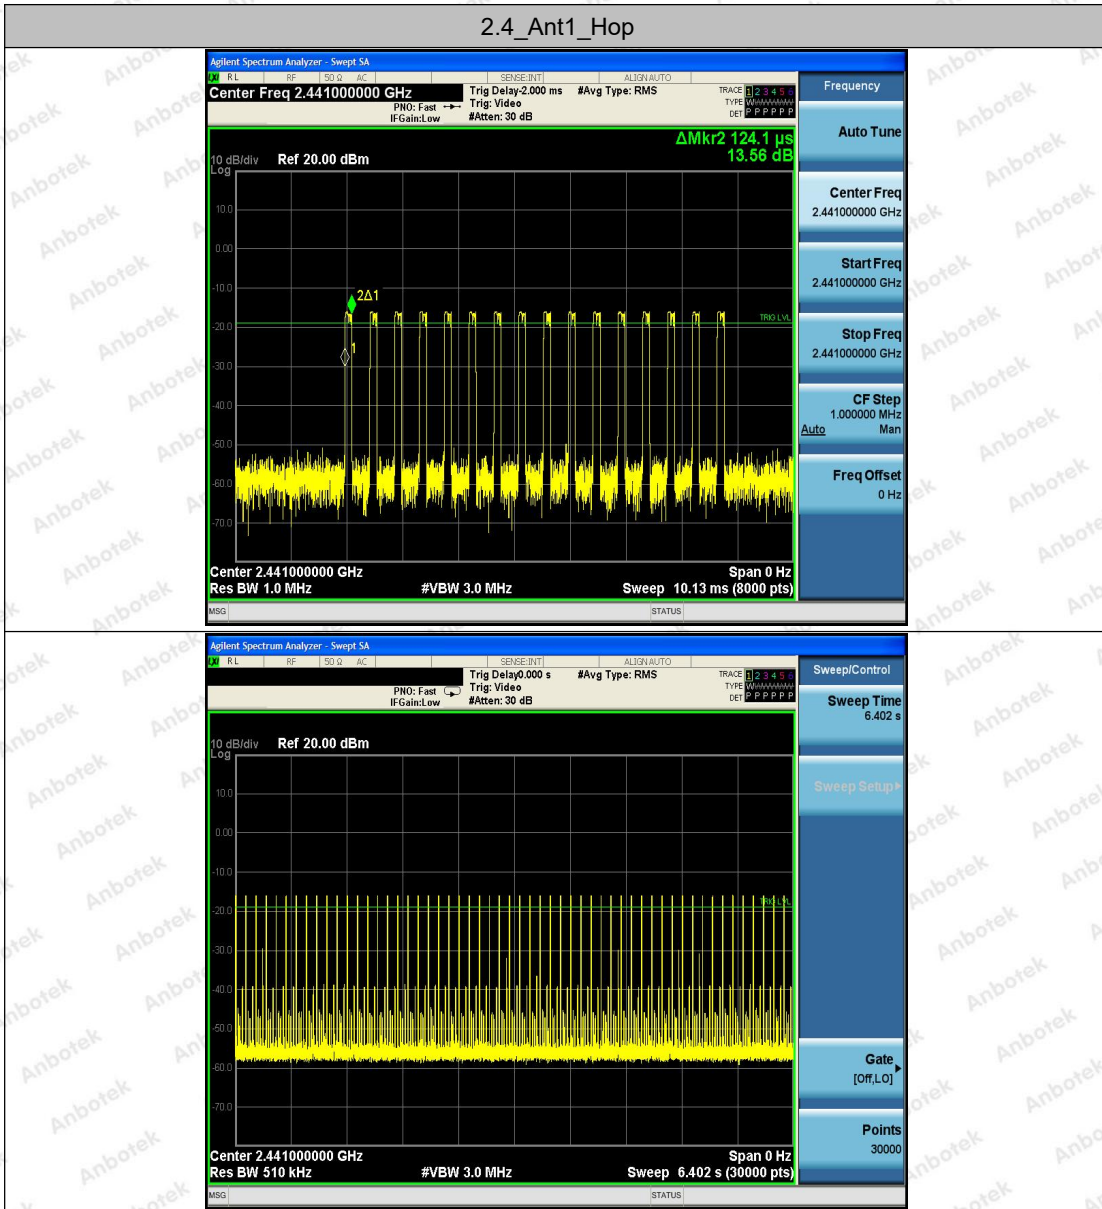 2.4_Ant1_Hop
Agilent Spectrum Analyzer - Swept SA
RL RF 50 Ω AC SENSE:INT ALIGN AUTO
Center Freq 2.441000000 GHz
PNO: Fast
IFGain:Low
Trig Delay-2.000 ms
Trig: Video
#Atten: 30 dB
#Avg Type: RMS
TRACE 1 2 3 4 5 6
TYPE W
DET P P P P P P
ΔMkr2 124.1 µs
13.56 dB
10 dB/div
Log
Ref 20.00 dBm
10.0
0.00
-10.0
-20.0
-30.0
-40.0
-50.0
-60.0
-70.0
2Δ1
1
TRIG LVL
Center 2.441000000 GHz
Span 0 Hz
Res BW 1.0 MHz
#VBW 3.0 MHz
Sweep 10.13 ms (8000 pts)
MSG
STATUS
Frequency
Auto Tune
Center Freq
2.441000000 GHz
Start Freq
2.441000000 GHz
Stop Freq
2.441000000 GHz
CF Step
1.000000 MHz
Auto Man
Freq Offset
0 Hz
Agilent Spectrum Analyzer - Swept SA
RL RF 50 Ω AC SENSE:INT ALIGN AUTO
PNO: Fast
IFGain:Low
Trig Delay0.000 s
Trig: Video
#Atten: 30 dB
#Avg Type: RMS
TRACE 1 2 3 4 5 6
TYPE W
DET P P P P P P
10 dB/div
Log
Ref 20.00 dBm
10.0
0.00
-10.0
-20.0
-30.0
-40.0
-50.0
-60.0
-70.0
TRIG LVL
Center 2.441000000 GHz
Span 0 Hz
Res BW 510 kHz
#VBW 3.0 MHz
Sweep 6.402 s (30000 pts)
MSG
STATUS
Sweep/Control
Sweep Time
6.402 s
Sweep Setup
Gate
[Off,LO]
Points
30000
Anbotek